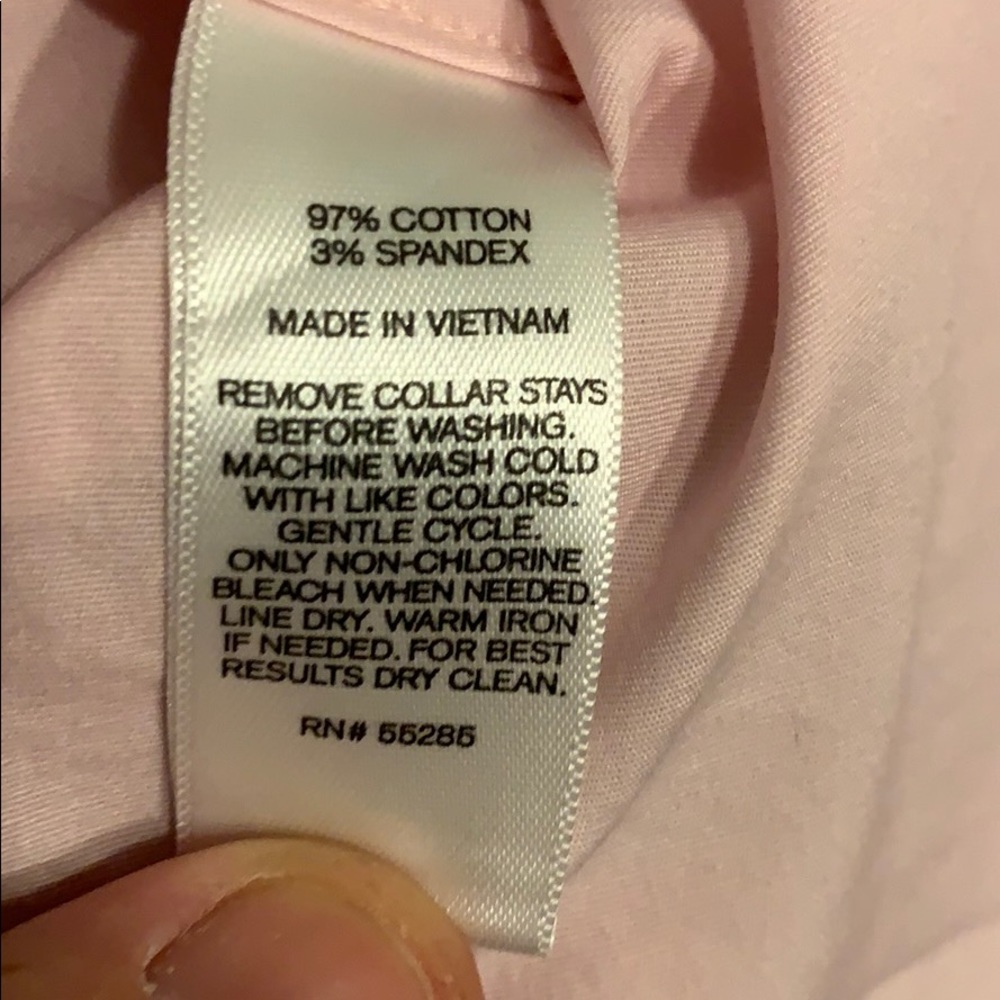 97% COTTON
3% SPANDEX
MADE IN VIETNAM
REMOVE COLLAR STAYS
BEFORE WASHING.
MACHINE WASH COLD
WITH LIKE COLORS.
GENTLE CYCLE.
ONLY NON-CHLORINE
BLEACH WHEN NEEDED.
LINE DRY. WARM IRON
IF NEEDED. FOR BEST
RESULTS DRY CLEAN.
RN# 55285